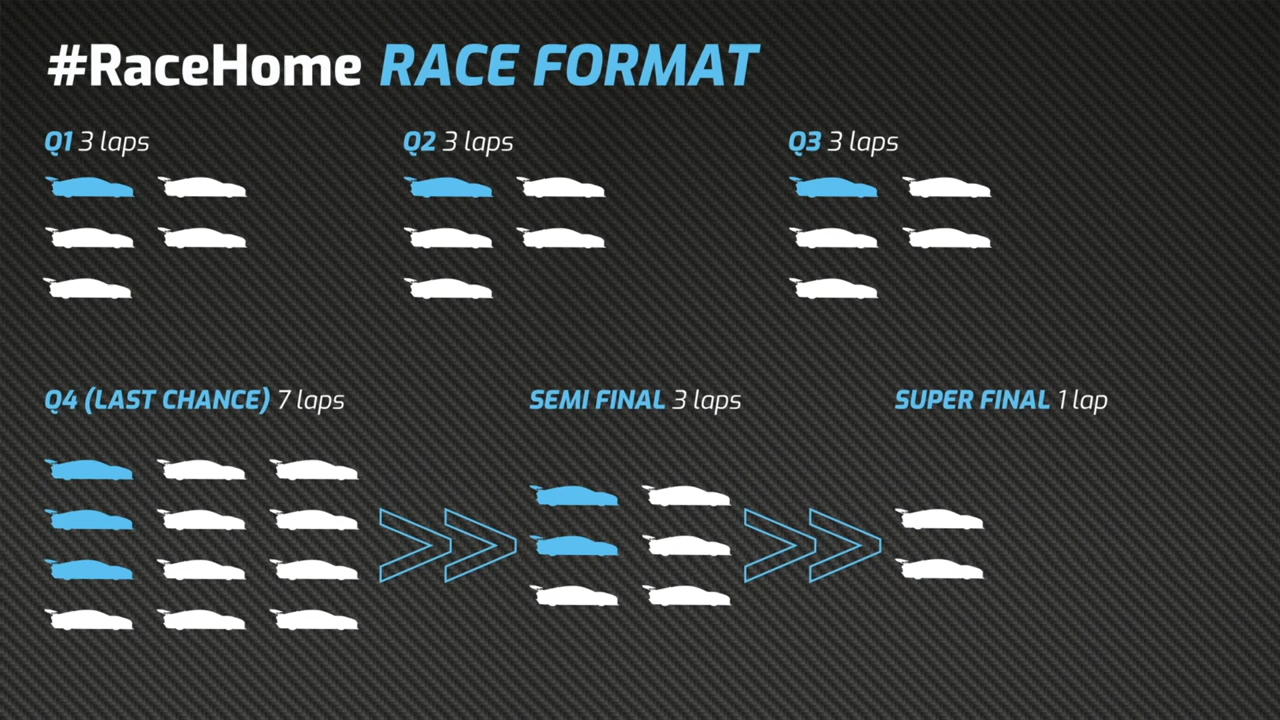 #RaceHome RACE FORMAT
Q1 3 laps
Q2 3 laps
Q3 3 laps
Q4 (LAST CHANCE) 7 laps
SEMI FINAL 3 laps
SUPER FINAL 1 lap